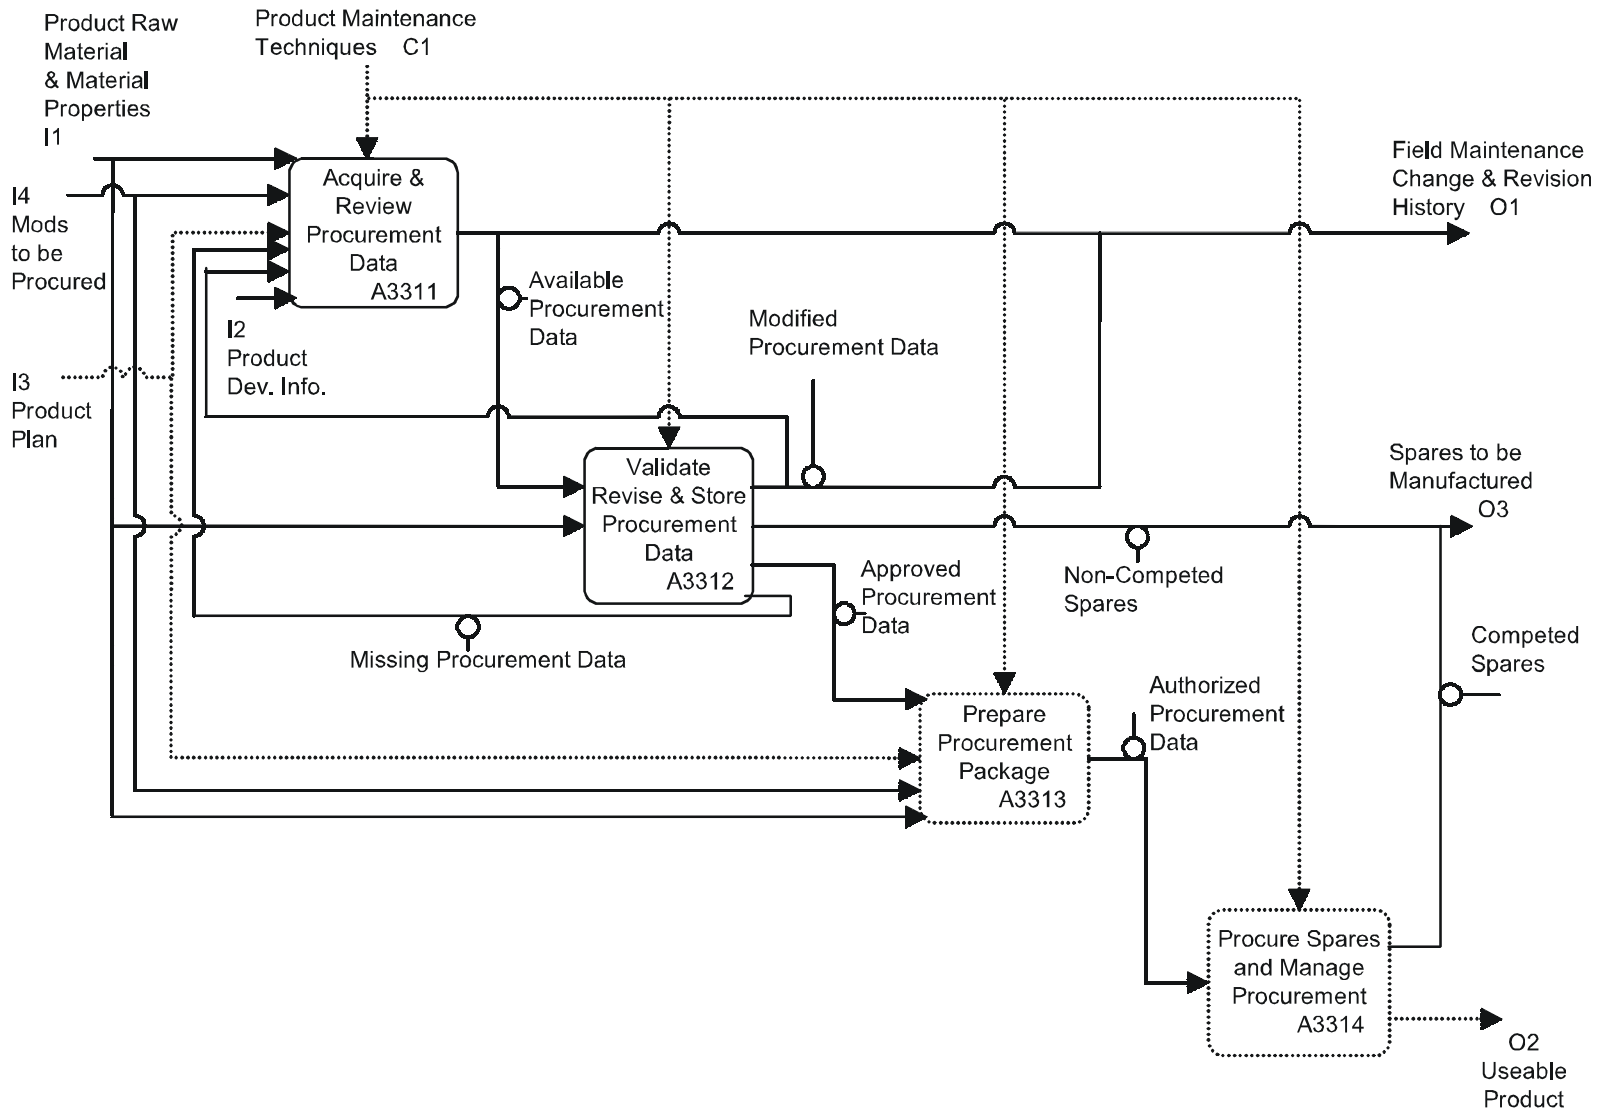 Product Raw
Material
& Material
Properties
I1
Product Maintenance
Techniques C1
I4
Mods
to be
Procured
Acquire &
Review
Procurement
Data
A3311
Field Maintenance
Change & Revision
History O1
I2
Product
Dev. Info.
Available
Procurement
Data
Modified
Procurement Data
I3
Product
Plan
Validate
Revise & Store
Procurement
Data
A3312
Spares to be
Manufactured
O3
Non-Competed
Spares
Approved
Procurement
Data
Missing Procurement Data
Competed
Spares
Prepare
Procurement
Package
A3313
Authorized
Procurement
Data
Procure Spares
and Manage
Procurement
A3314
O2
Useable
Product